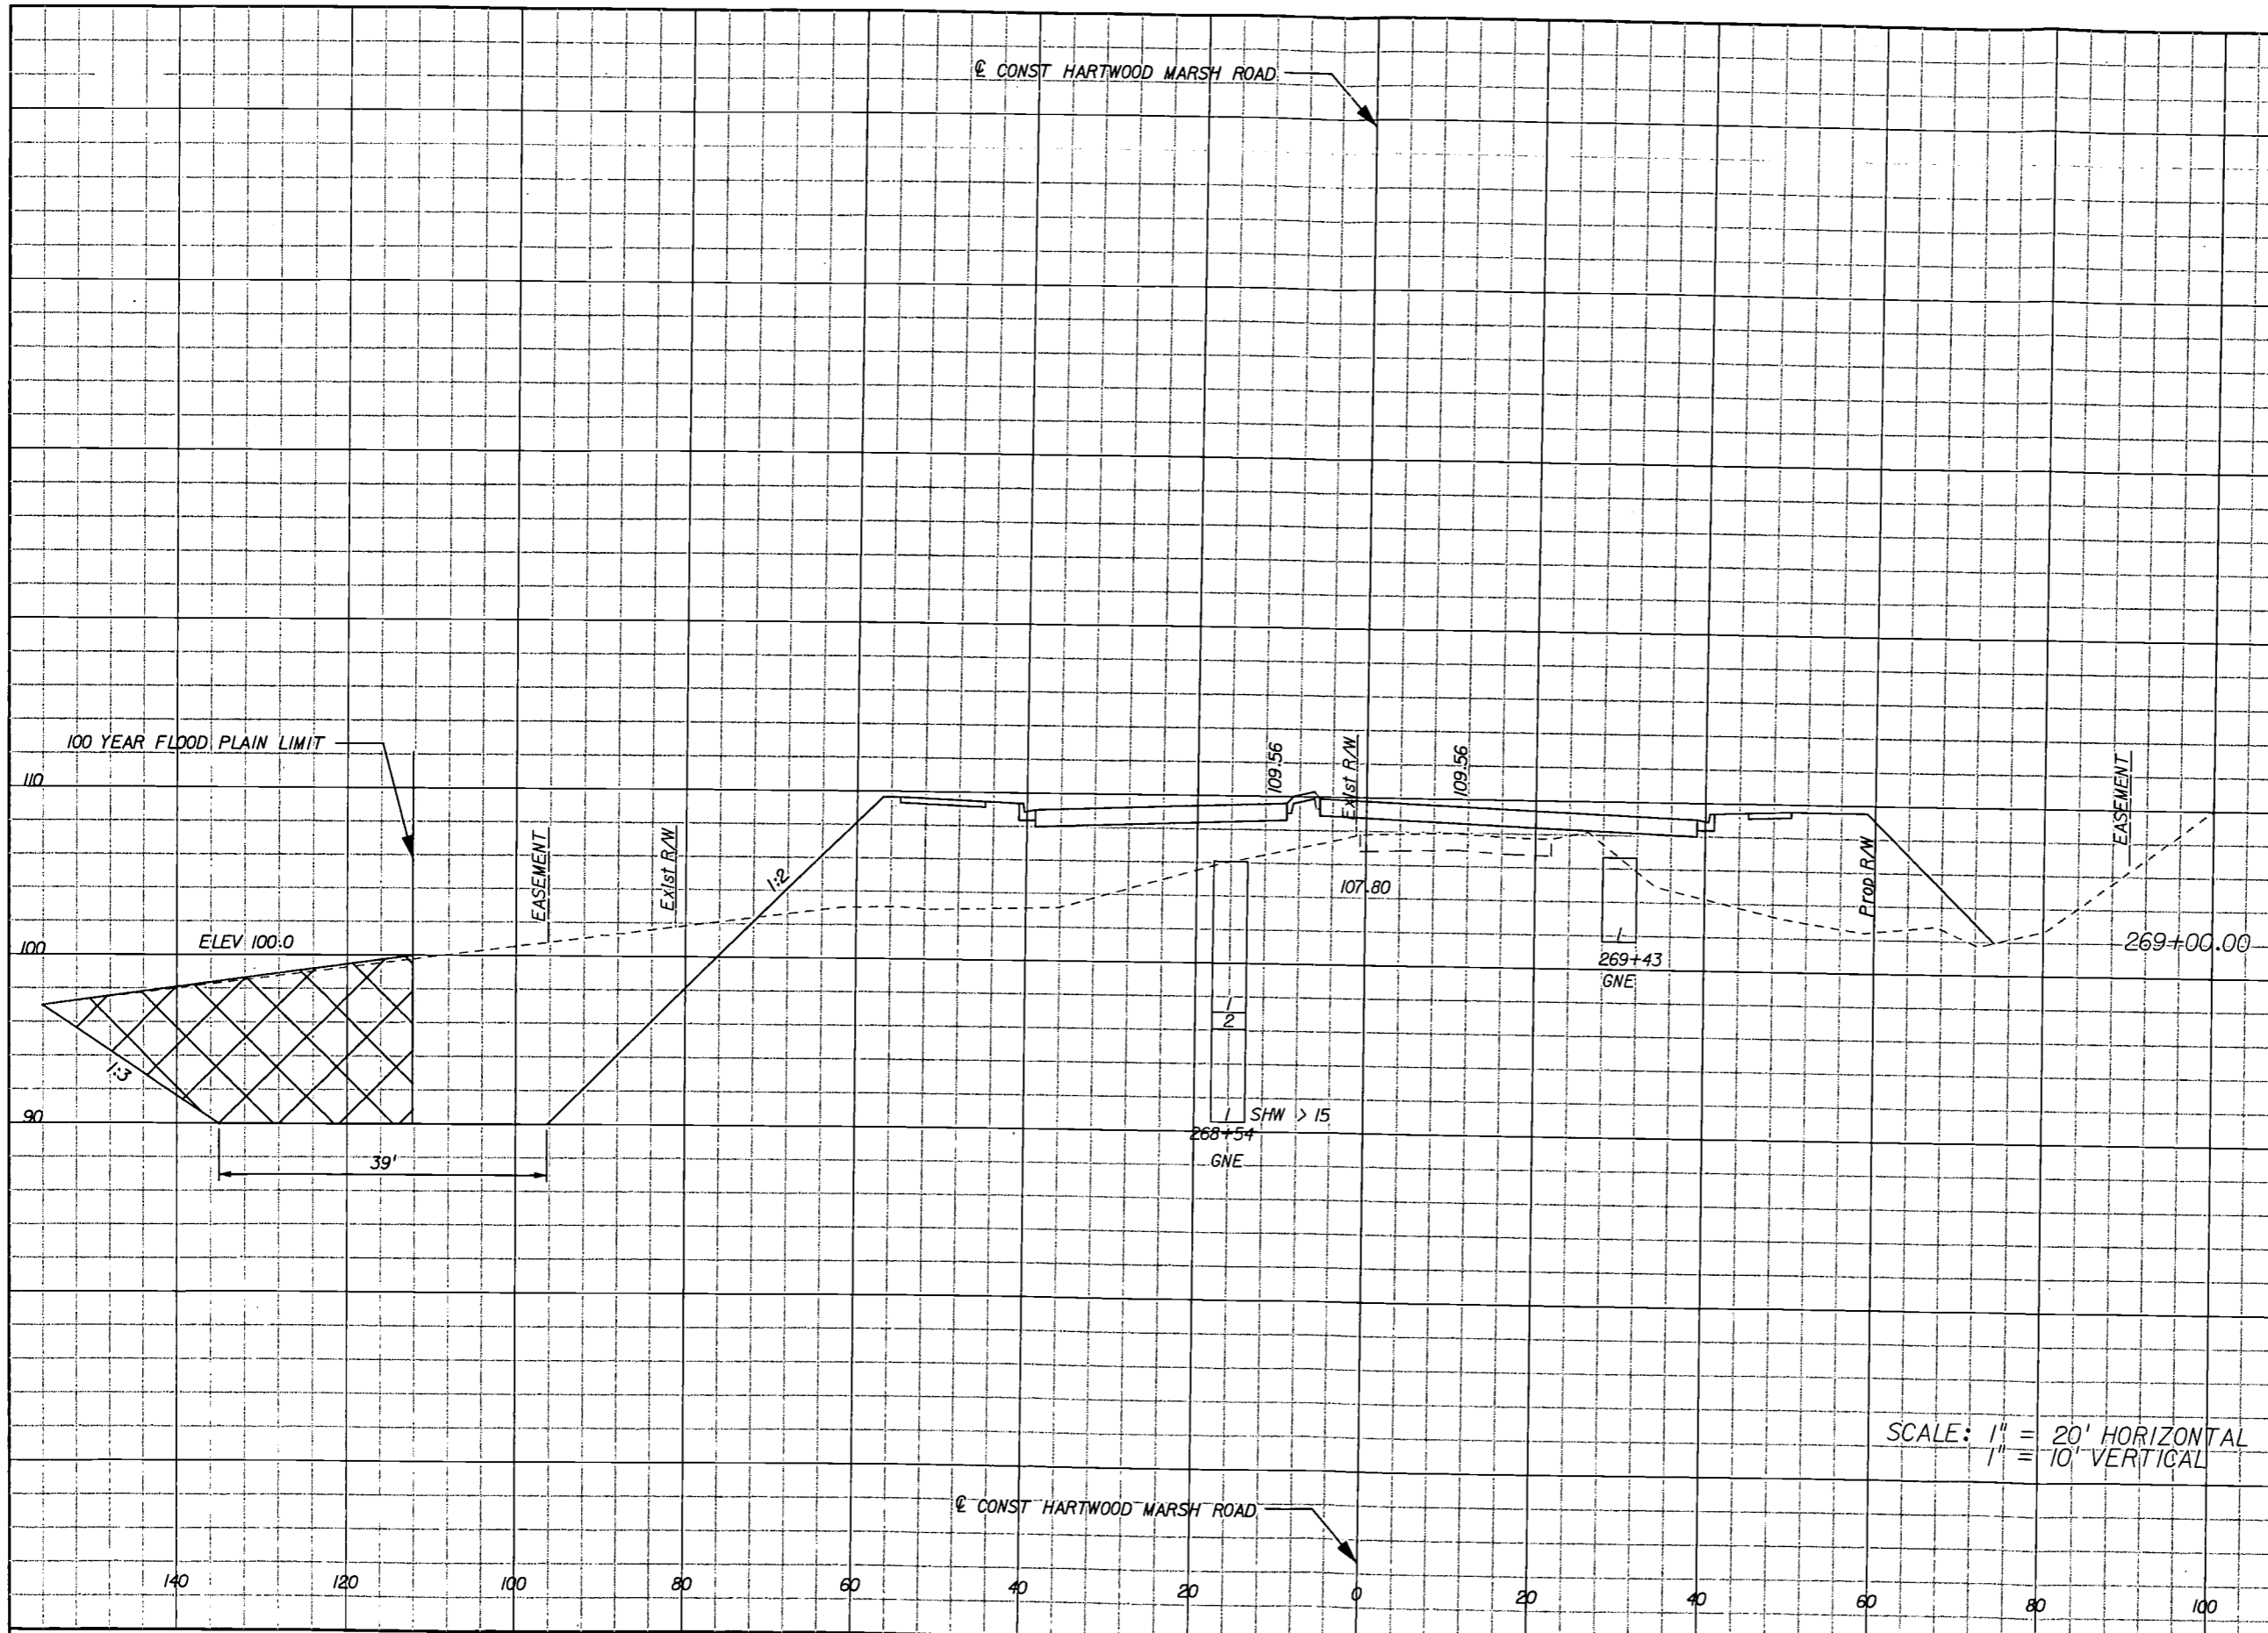 ℄ CONST HARTWOOD MARSH ROAD
100 YEAR FLOOD PLAIN LIMIT
109.56
Exist R/W
109.56
EASEMENT
110
EASEMENT
Exist R/W
1:2
107.80
Prop R/W
100
ELEV 100.0
1
269+43
GNE
269+00.00
1
2
1:3
90
1
SHW > 15
268+54
GNE
39'
SCALE: 1" = 20' HORIZONTAL
1" = 10' VERTICAL
℄ CONST HARTWOOD MARSH ROAD
140 120 100 80 60 40 20 0 20 40 60 80 100